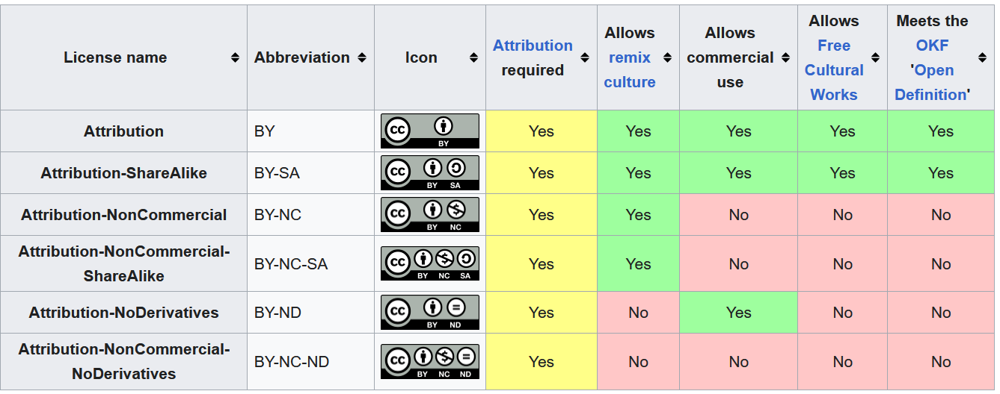 License name
Abbreviation
Icon
Attribution
required
Allows
remix
culture
Allows
commercial
use
Allows
Free
Cultural
Works
Meets the
OKF
'Open
Definition'
Attribution
BY
cc
BY
Yes
Yes
Yes
Yes
Yes
Attribution-ShareAlike
BY-SA
cc
BY SA
Yes
Yes
Yes
Yes
Yes
Attribution-NonCommercial
BY-NC
cc
BY NC
Yes
Yes
No
No
No
Attribution-NonCommercial-
ShareAlike
BY-NC-SA
cc
BY NC SA
Yes
Yes
No
No
No
Attribution-NoDerivatives
BY-ND
cc
BY ND
Yes
No
Yes
No
No
Attribution-NonCommercial-
NoDerivatives
BY-NC-ND
cc
BY NC ND
Yes
No
No
No
No